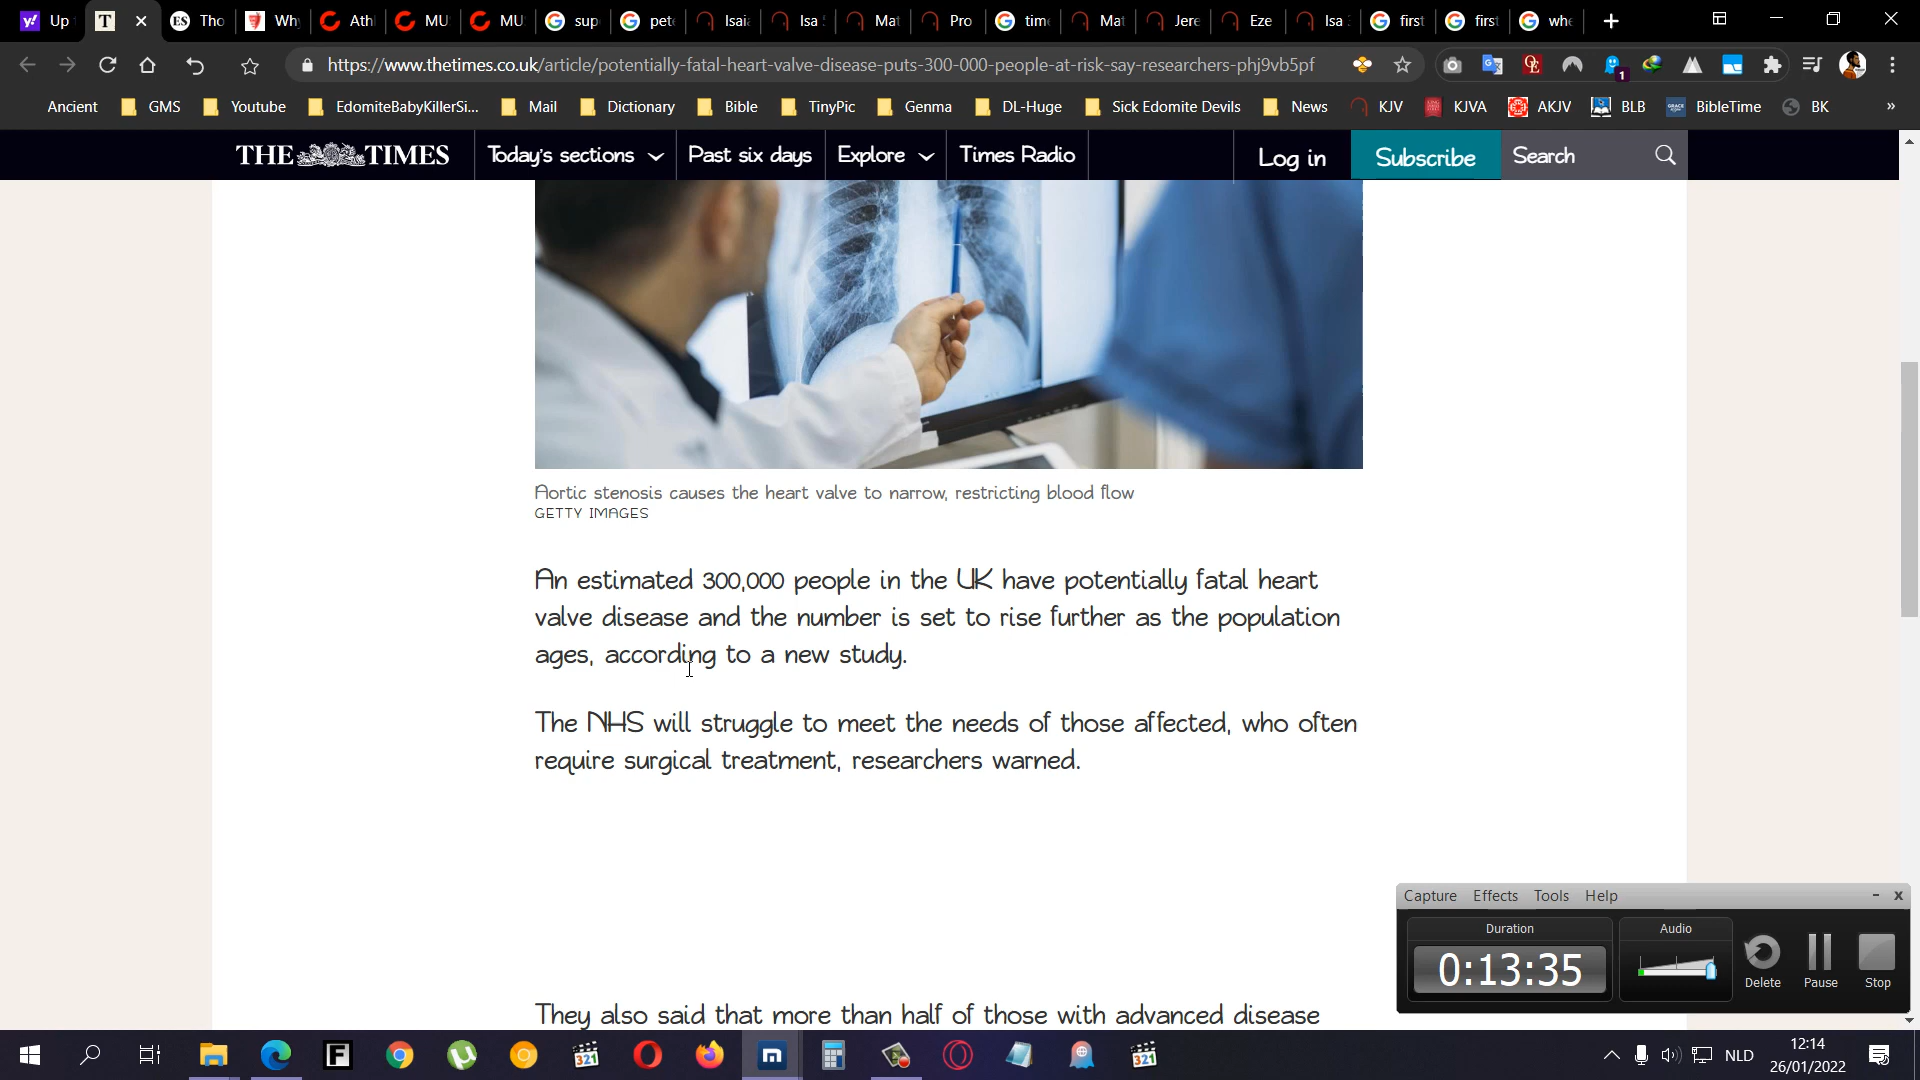 Up
T
ES Tho
Wh
Ath
MU
MU
sup
pete
Isaia
Isa
Mat
Pro
time
Mat
Jere
Eze
Isa
first
first
whe
https://www.thetimes.co.uk/article/potentially-fatal-heart-valve-disease-puts-300-000-people-at-risk-say-researchers-phj9vb5pf
1
Ancient
GMS
Youtube
EdomiteBabyKillerSi...
Mail
Dictionary
Bible
TinyPic
Genma
DL-Huge
Sick Edomite Devils
News
KJV
KJVA
AKJV
BLB
BibleTime
BK
»
THE TIMES
Today's sections
Past six days
Explore
Times Radio
Log in
Subscribe
Search
Aortic stenosis causes the heart valve to narrow, restricting blood flow
GETTY IMAGES
An estimated 300,000 people in the UK have potentially fatal heart
valve disease and the number is set to rise further as the population
ages, according to a new study.
The NHS will struggle to meet the needs of those affected, who often
require surgical treatment, researchers warned.
They also said that more than half of those with advanced disease
Capture Effects Tools Help
Duration
0:13:35
Audio
Delete
Pause
Stop
NLD
12:14
26/01/2022